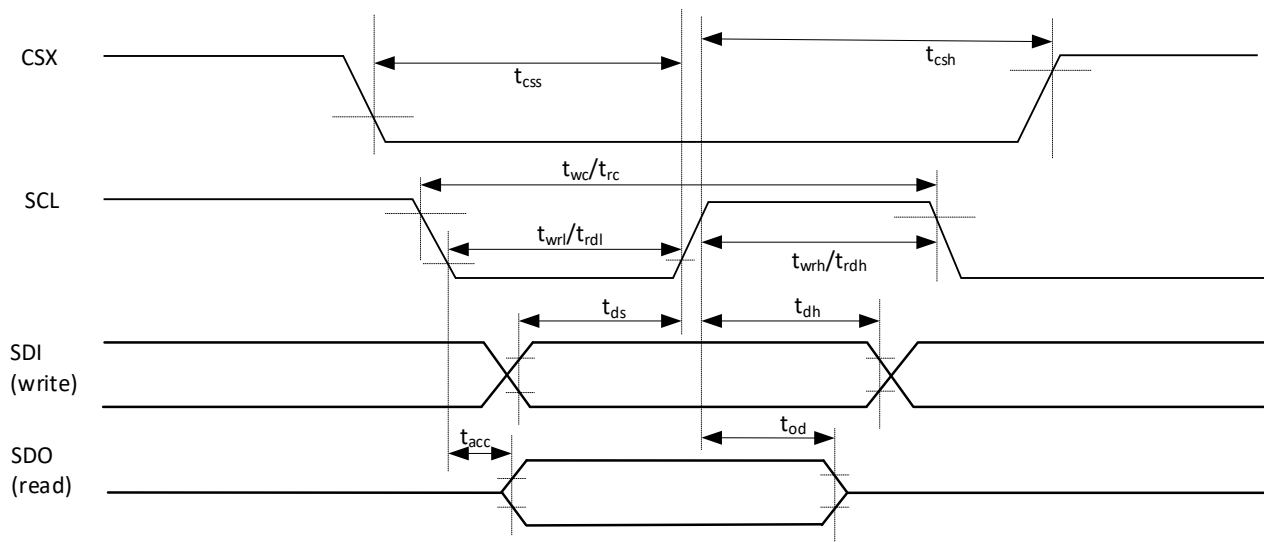 CSX
t_css
t_csh
t_wc/t_rc
SCL
t_wrl/t_rdl
t_wrh/t_rdh
t_ds
t_dh
SDI
(write)
t_acc
t_od
SDO
(read)